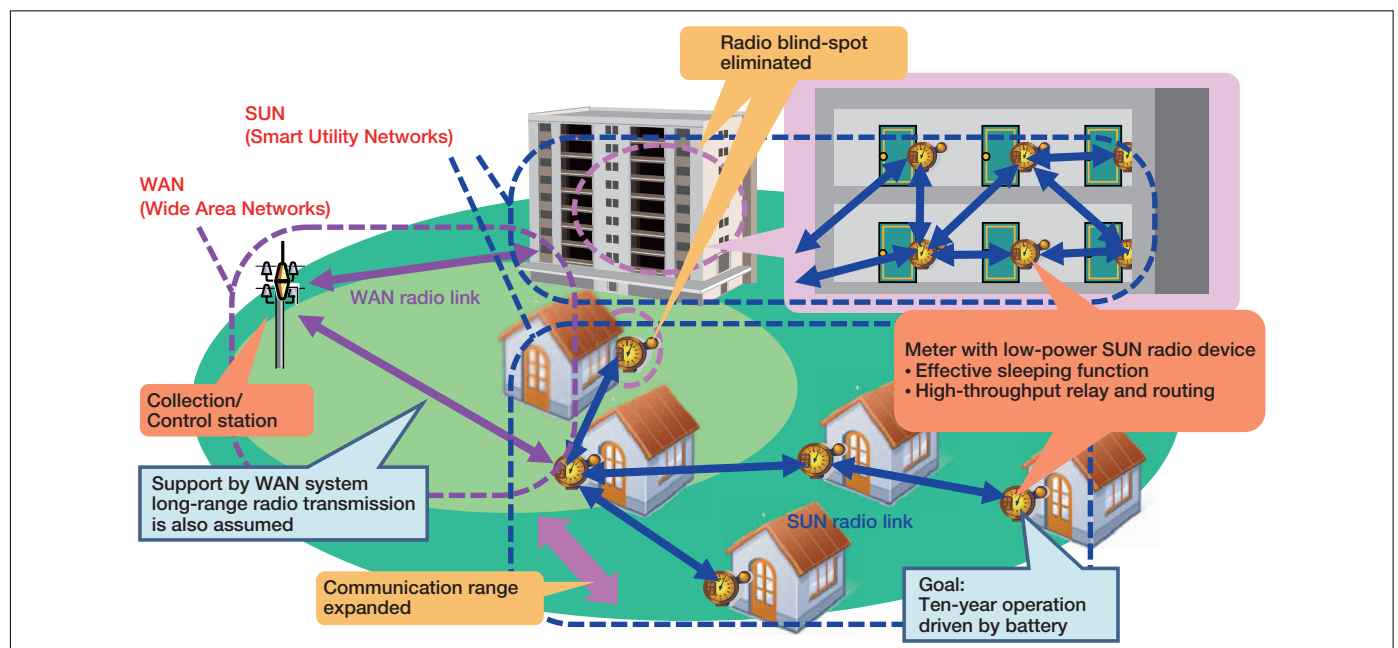 Radio blind-spot
eliminated
SUN
(Smart Utility Networks)
WAN
(Wide Area Networks)
WAN radio link
Meter with low-power SUN radio device
• Effective sleeping function
• High-throughput relay and routing
Collection/
Control station
Support by WAN system
long-range radio transmission
is also assumed
SUN radio link
Communication range
expanded
Goal:
Ten-year operation
driven by battery